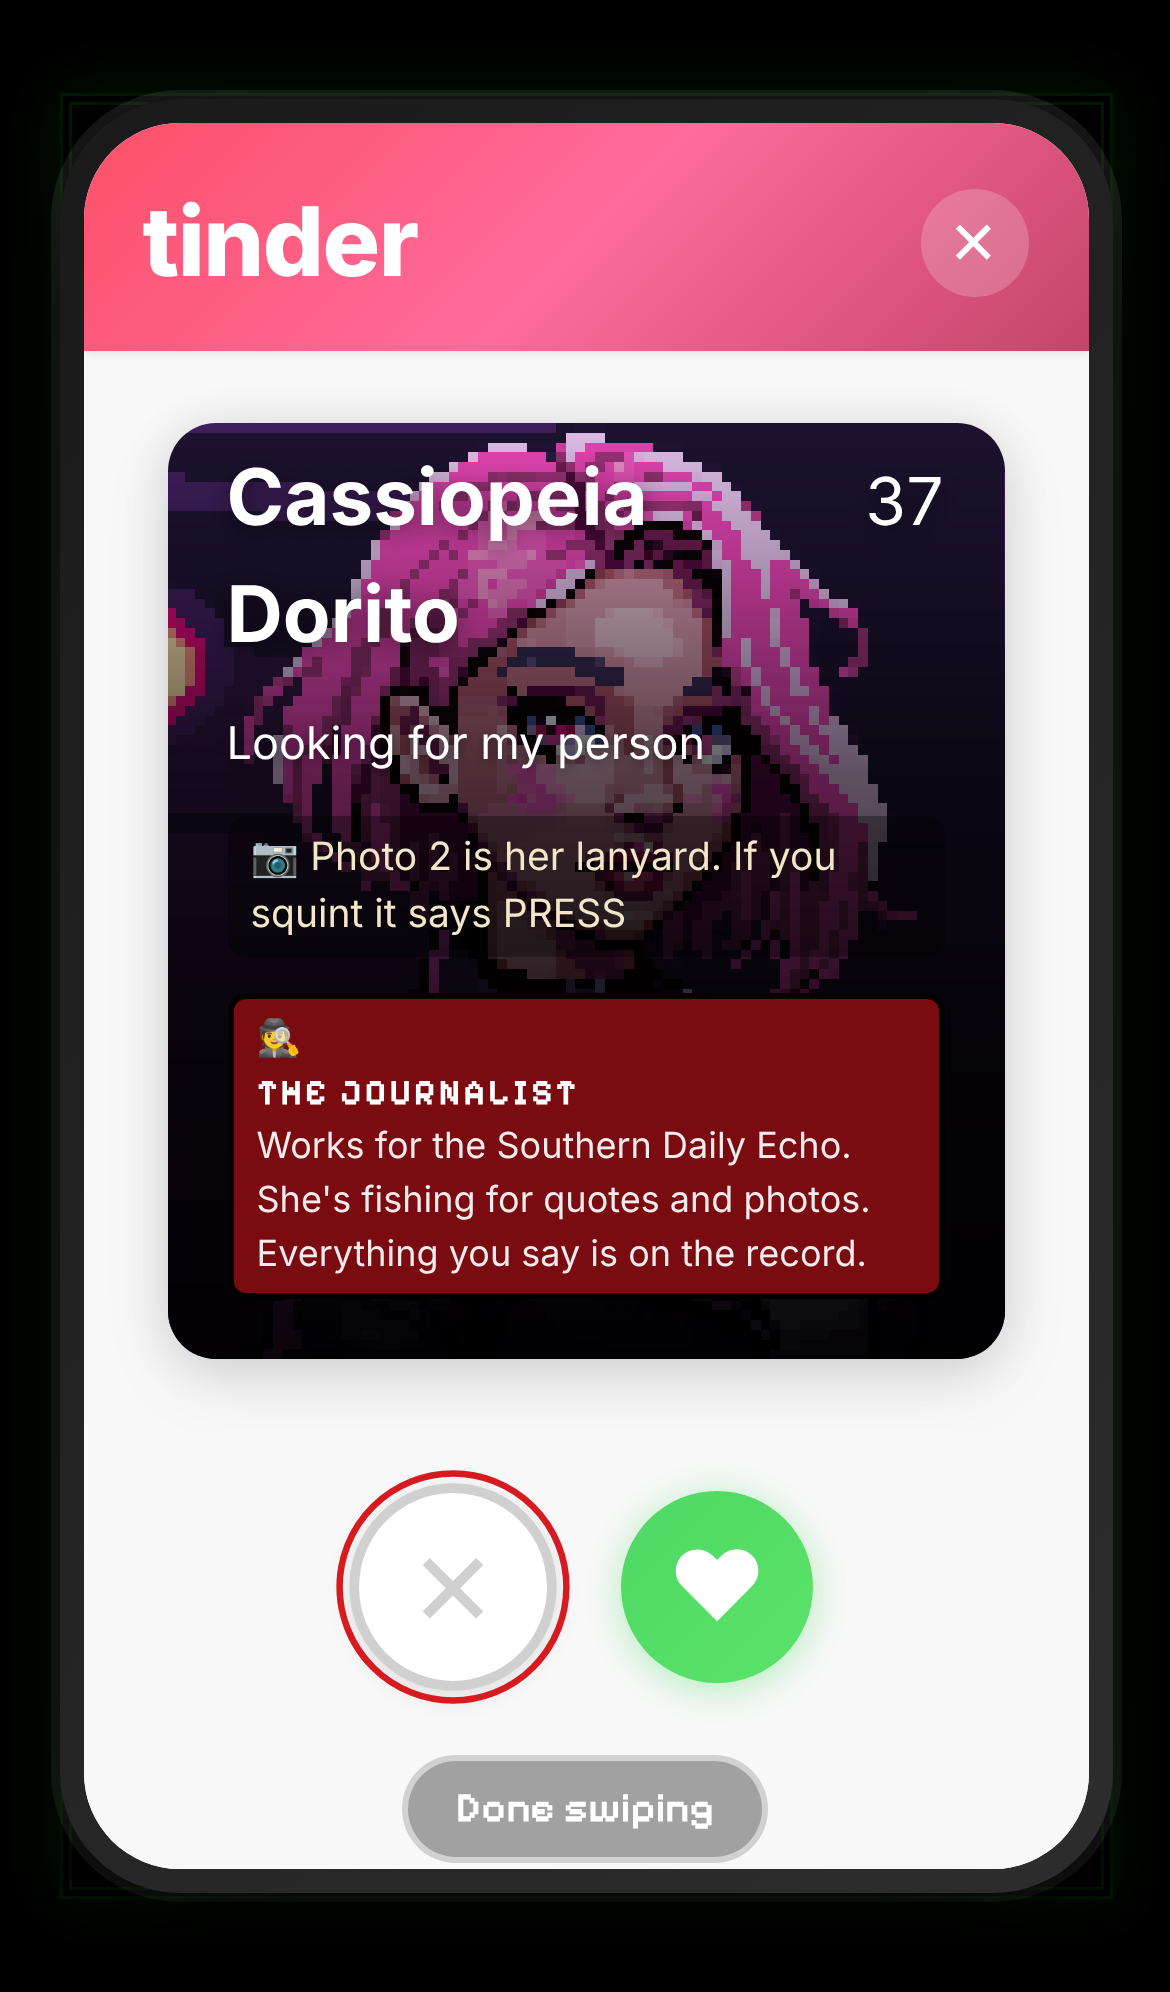 tinder
Cassiopeia 37
Dorito
Looking for my person
📷 Photo 2 is her lanyard. If you
squint it says PRESS
THE JOURNALIST
Works for the Southern Daily Echo.
She's fishing for quotes and photos.
Everything you say is on the record.
Done swiping